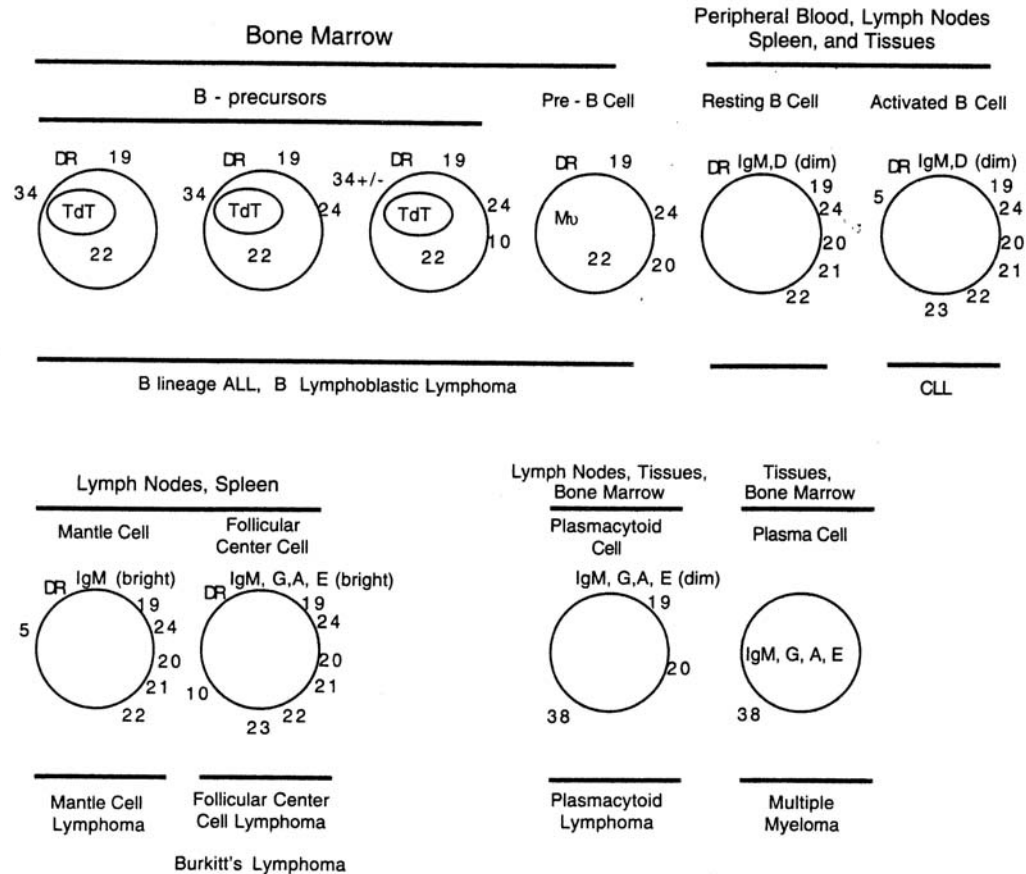 Bone Marrow
Peripheral Blood, Lymph Nodes
Spleen, and Tissues
B - precursors
Pre - B Cell
Resting B Cell
Activated B Cell
DR 19
34
TdT
22
DR 19
34
TdT
24
22
DR 19
34+/-
TdT
24
10
22
DR 19
Mυ
24
22
20
DR IgM,D (dim)
19
24
20
21
22
DR IgM,D (dim)
5
19
24
20
21
22
23
B lineage ALL, B Lymphoblastic Lymphoma
CLL
Lymph Nodes, Spleen
Lymph Nodes, Tissues,
Bone Marrow
Tissues,
Bone Marrow
Mantle Cell
Follicular
Center Cell
Plasmacytoid
Cell
Plasma Cell
DR IgM (bright)
19
5
24
20
21
22
DR IgM, G,A, E (bright)
19
24
20
21
10
22
23
IgM, G,A, E (dim)
19
20
38
IgM, G, A, E
38
Mantle Cell
Lymphoma
Follicular Center
Cell Lymphoma
Burkitt's Lymphoma
Plasmacytoid
Lymphoma
Multiple
Myeloma